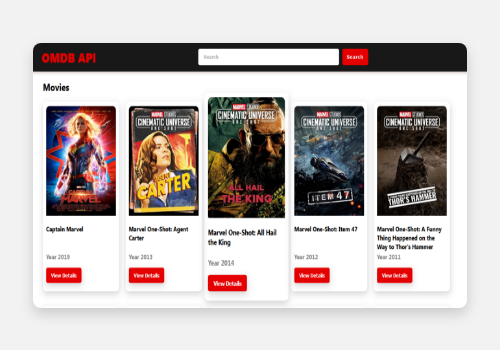 OMDB API
Search
Search
Movies
CAPTAIN MARVEL
MARVEL STUDIOS
CINEMATIC UNIVERSE
ONE SHOT
AGENT
CARTER
MARVEL STUDIOS
CINEMATIC UNIVERSE
ONE SHOT
ALL HAIL
THE KING
MARVEL STUDIOS
CINEMATIC UNIVERSE
ONE SHOT
ITEM 47
MARVEL STUDIOS
CINEMATIC UNIVERSE
ONE SHOT
THOR'S HAMMER
Captain Marvel
Year 2019
View Details
Marvel One-Shot: Agent
Carter
Year 2013
View Details
Marvel One-Shot: All Hail
the King
Year 2014
View Details
Marvel One-Shot: Item 47
Year 2012
View Details
Marvel One-Shot: A Funny
Thing Happened on the
Way to Thor's Hammer
Year 2011
View Details